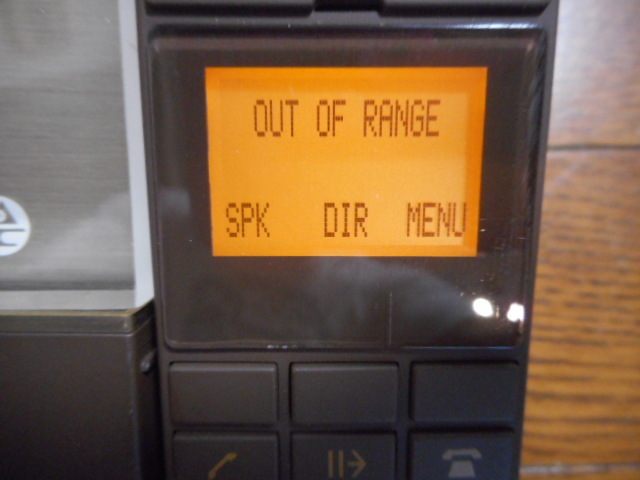 OUT OF RANGE
SPK DIR MENU